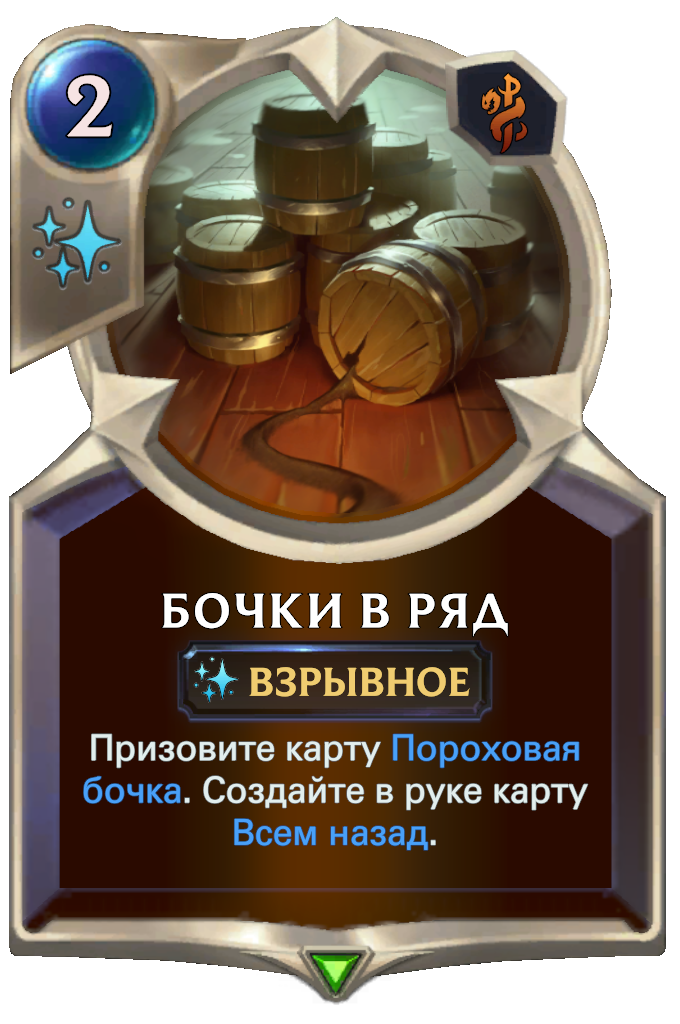 2
БОЧКИ В РЯД
ВЗРЫВНОЕ
Призовите карту Пороховая
бочка. Создайте в руке карту
Всем назад.